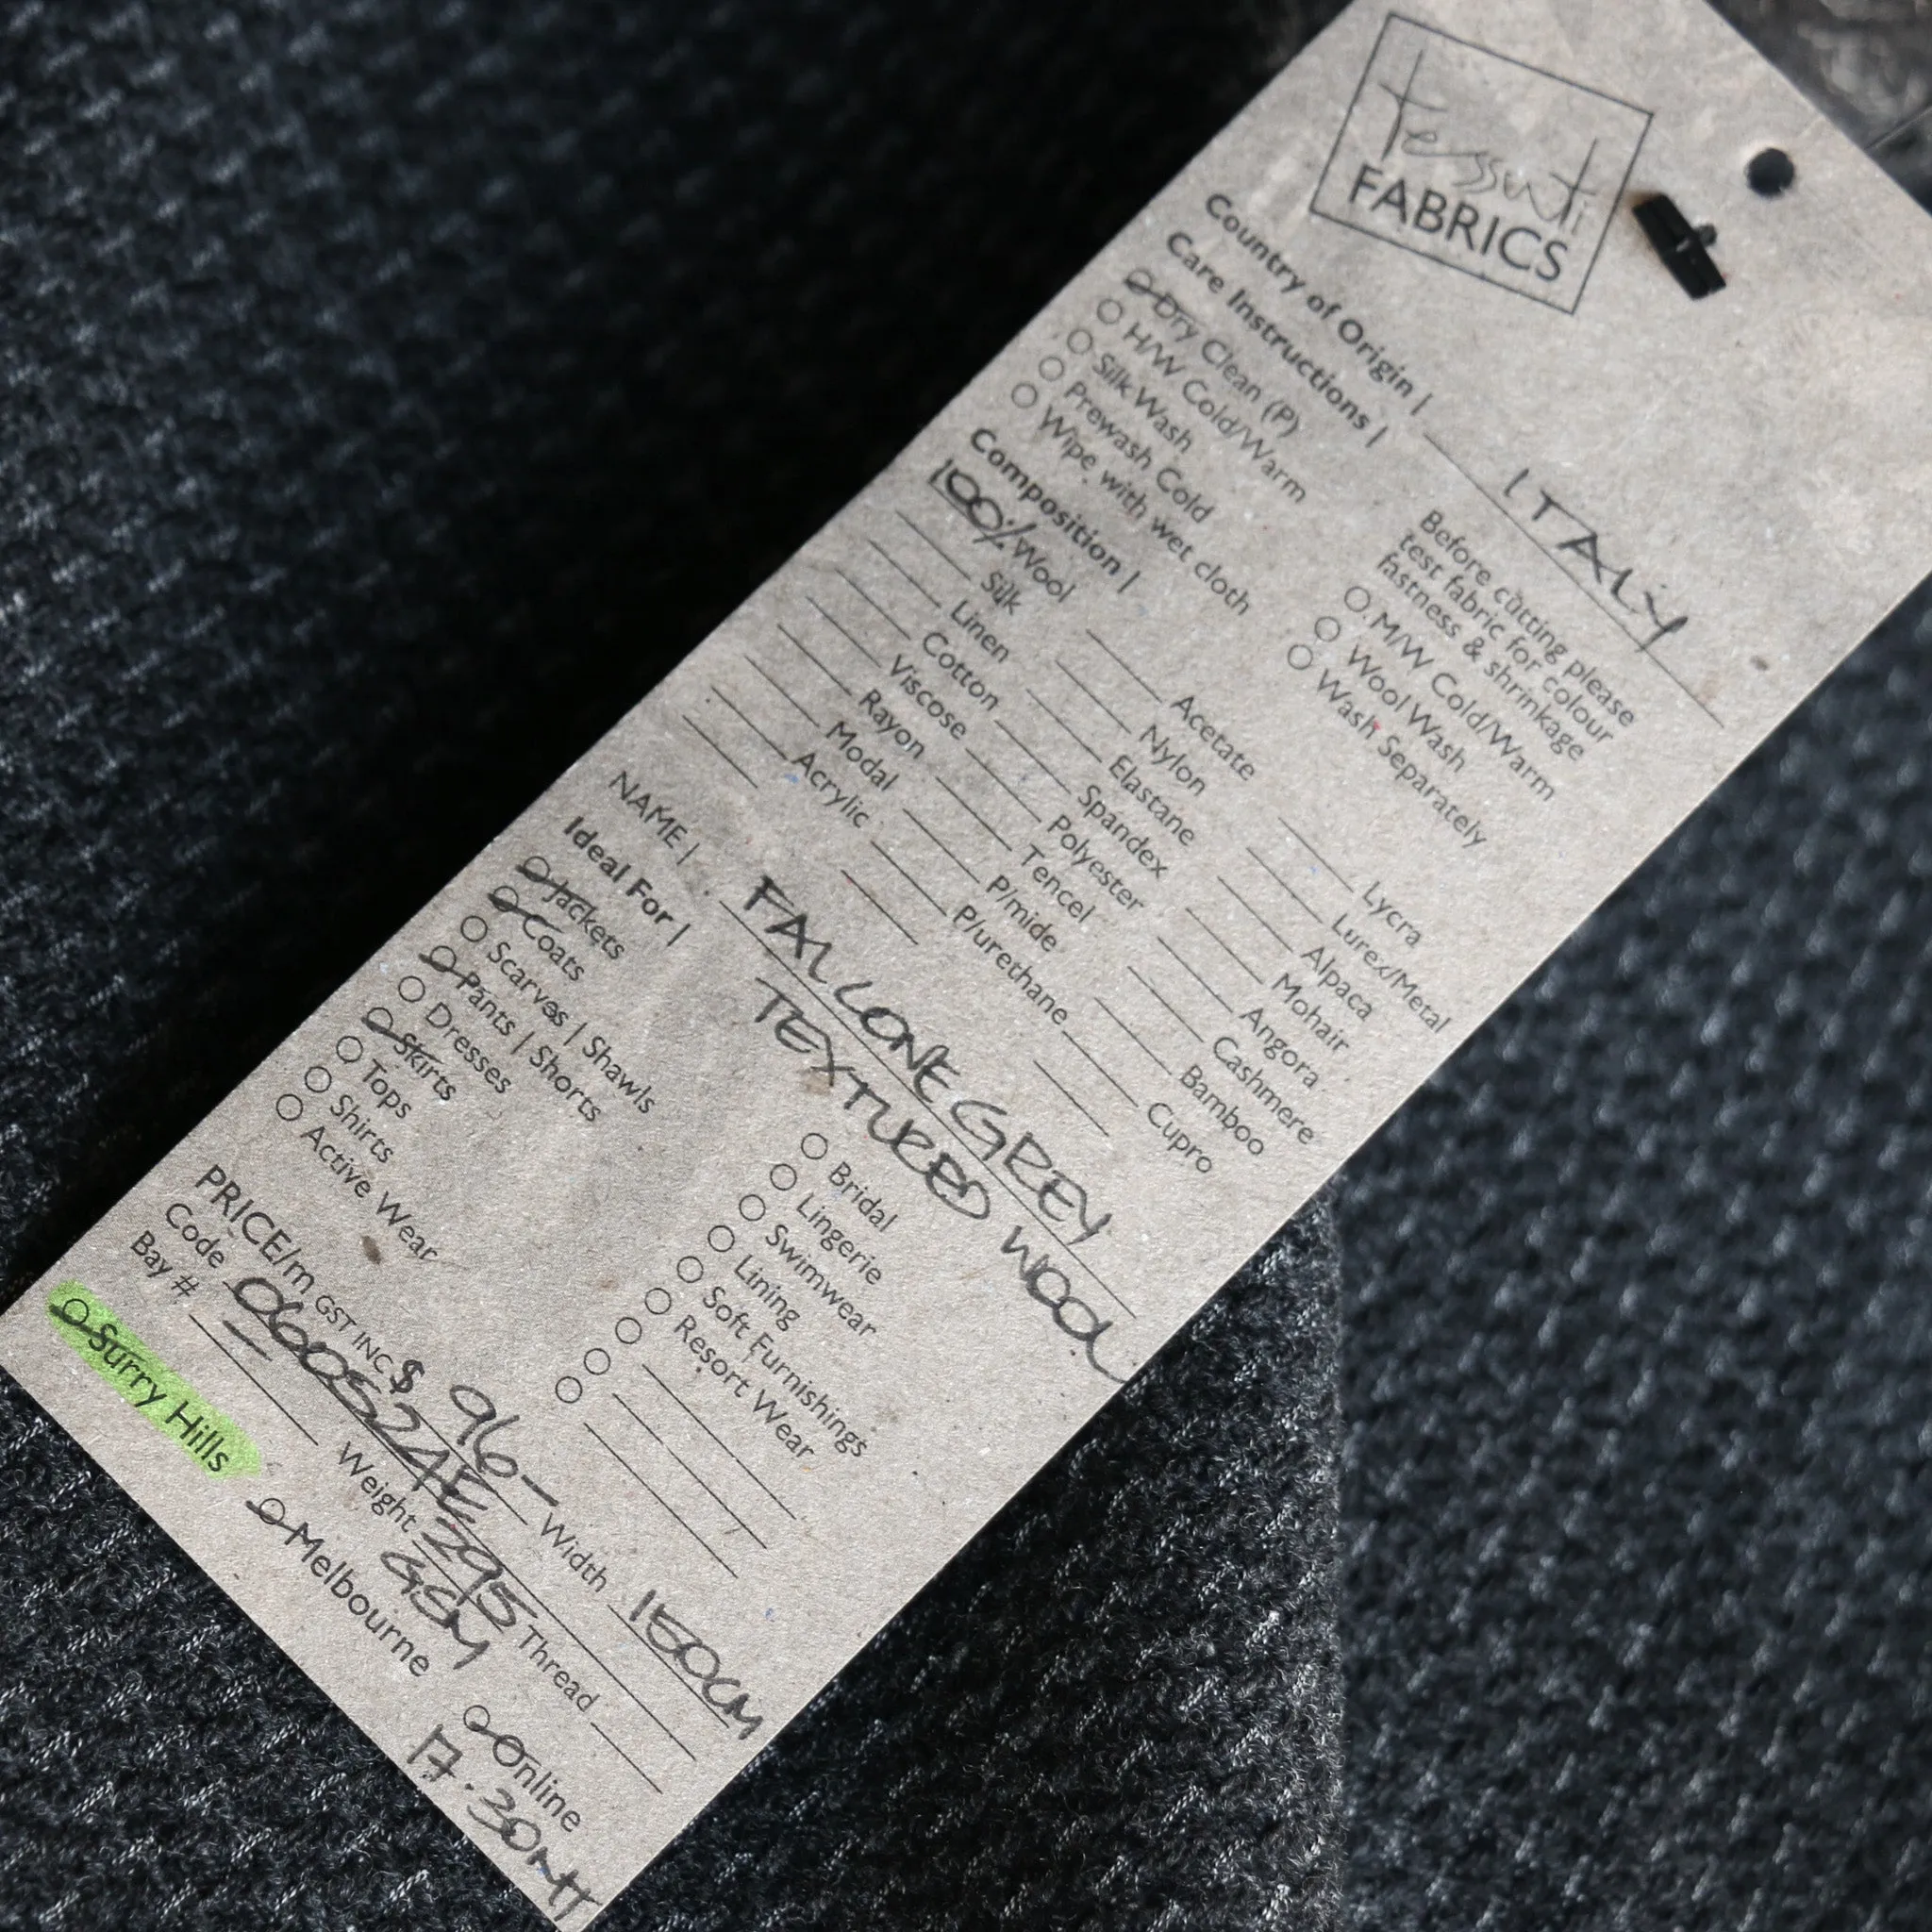 tessuti
FABRICS
Country of Origin | ITALY
Care Instructions |
Dry Clean (P)
H/W Cold/Warm
Silk Wash
Prewash Cold
Wipe with wet cloth
Before cutting please
test fabric for colour
fastness & shrinkage
M/W Cold/Warm
Wool Wash
Wash Separately
Composition |
100% Wool
Silk
Linen
Cotton
Viscose
Rayon
Modal
Acrylic
Acetate
Nylon
Elastane
Spandex
Polyester
Tencel
P/mide
P/urethane
Lycra
Lurex/Metal
Alpaca
Mohair
Angora
Cashmere
Bamboo
Cupro
NAME | FALCONE GREY
TEXTURED WOOL
Ideal For |
Jackets
Coats
Scarves | Shawls
Pants | Shorts
Dresses
Skirts
Tops
Shirts
Active Wear
Bridal
Lingerie
Swimwear
Lining
Soft Furnishings
Resort Wear
PRICE/m GST INC $ 96- Width 150CM
Code Weight 295 GSM Thread
Bay #
Surry Hills Melbourne Online
17.30